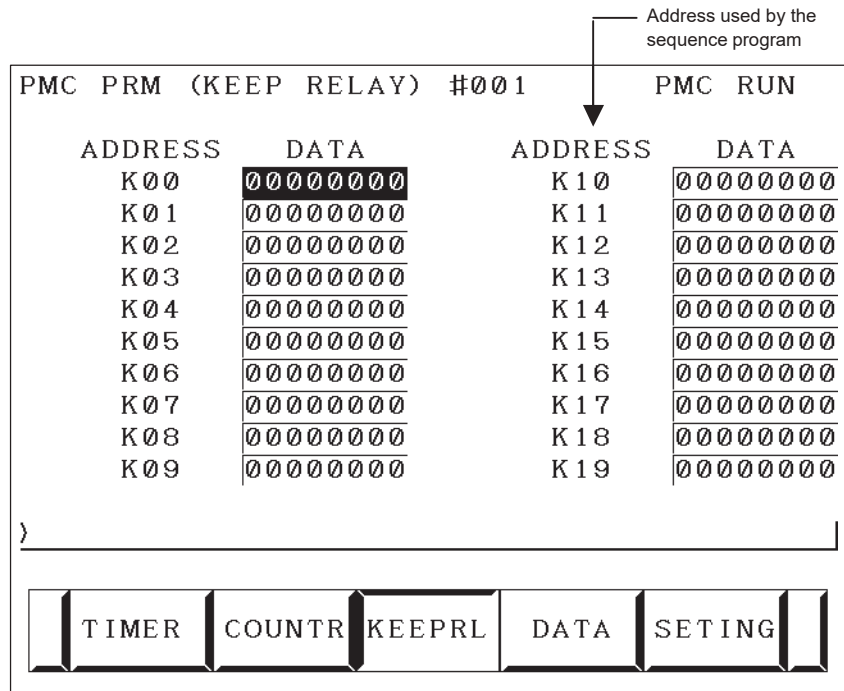 Address used by the
sequence program
PMC PRM (KEEP RELAY) #001 PMC RUN
ADDRESS DATA ADDRESS DATA
K00 00000000 K10 00000000
K01 00000000 K11 00000000
K02 00000000 K12 00000000
K03 00000000 K13 00000000
K04 00000000 K14 00000000
K05 00000000 K15 00000000
K06 00000000 K16 00000000
K07 00000000 K17 00000000
K08 00000000 K18 00000000
K09 00000000 K19 00000000
)
TIMER COUNTR KEEPRL DATA SETING